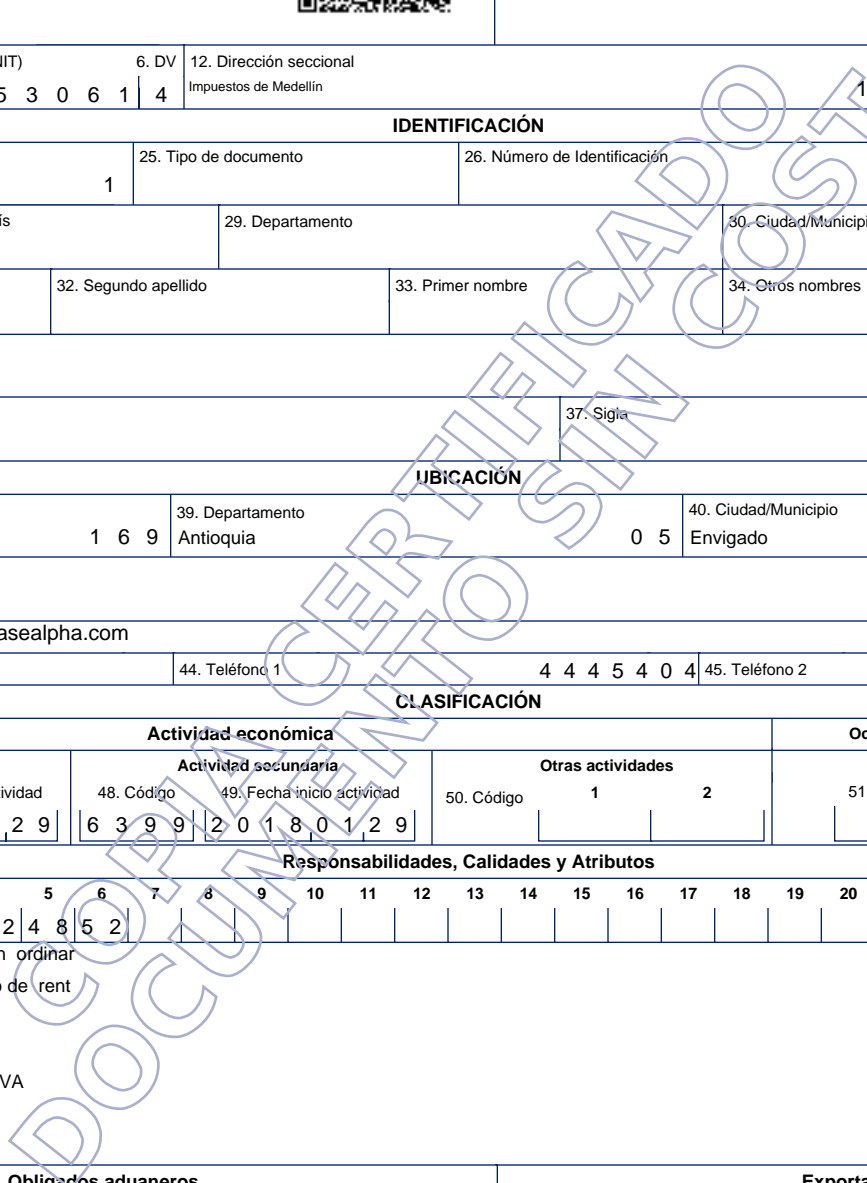 NIT) 6. DV 12. Dirección seccional
5 3 0 6 1 4 Impuestos de Medellín 1
IDENTIFICACIÓN
25. Tipo de documento 26. Número de Identificación
1
ís 29. Departamento 30. Ciudad/Municipi
32. Segundo apellido 33. Primer nombre 34. Otros nombres
37. Sigla
UBICACIÓN
39. Departamento 40. Ciudad/Municipio
1 6 9 Antioquia 0 5 Envigado
asealpha.com
44. Teléfono 1 4 4 4 5 4 0 4 45. Teléfono 2
CLASIFICACIÓN
Actividad económica Oc
Actividad secundaria Otras actividades
ividad 48. Código 49. Fecha inicio actividad 50. Código 1 2 51
2 9 6 3 9 9 2 0 1 8 0 1 2 9
Responsabilidades, Calidades y Atributos
5 6 7 8 9 10 11 12 13 14 15 16 17 18 19 20
2 4 8 5 2
n ordinar
o de rent
VA
Obligados aduaneros Exporta
COPIA CERTIFICADO
DOCUMENTO SIN COST